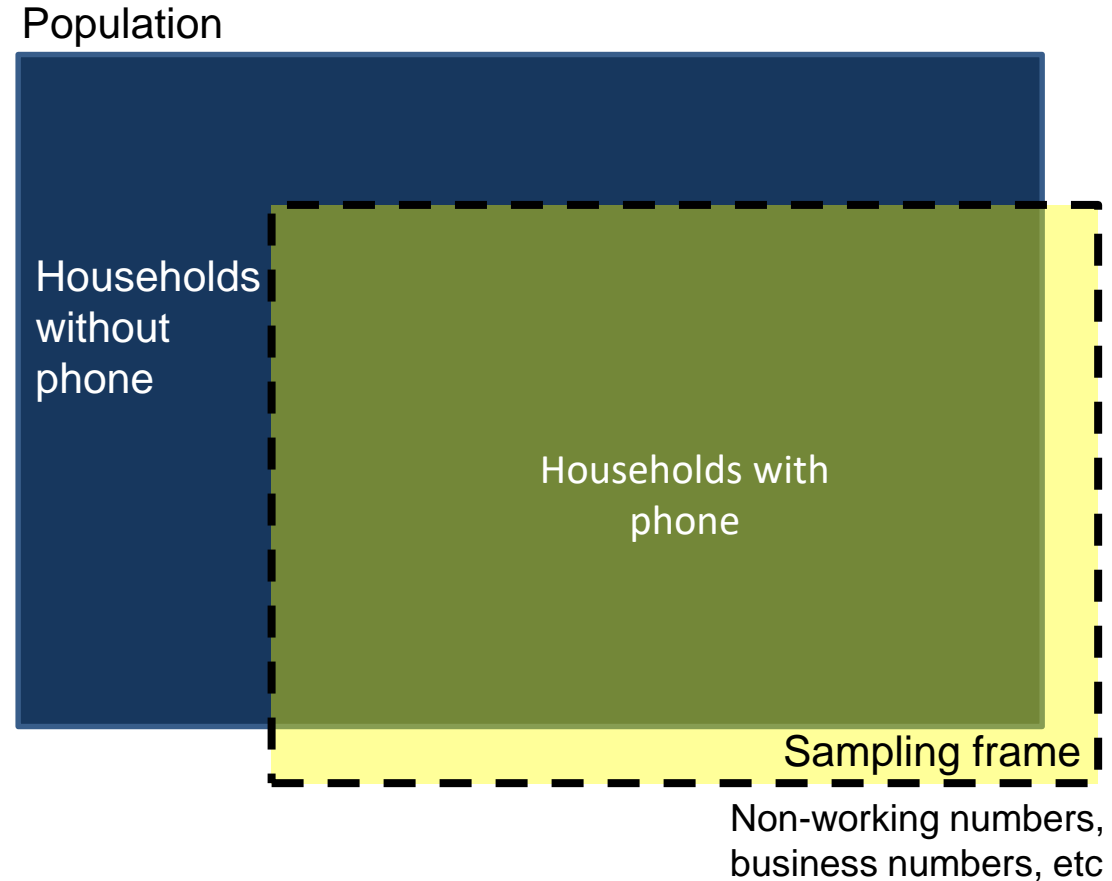 Population
Households
without
phone
Households with
phone
Sampling frame
Non-working numbers,
business numbers, etc